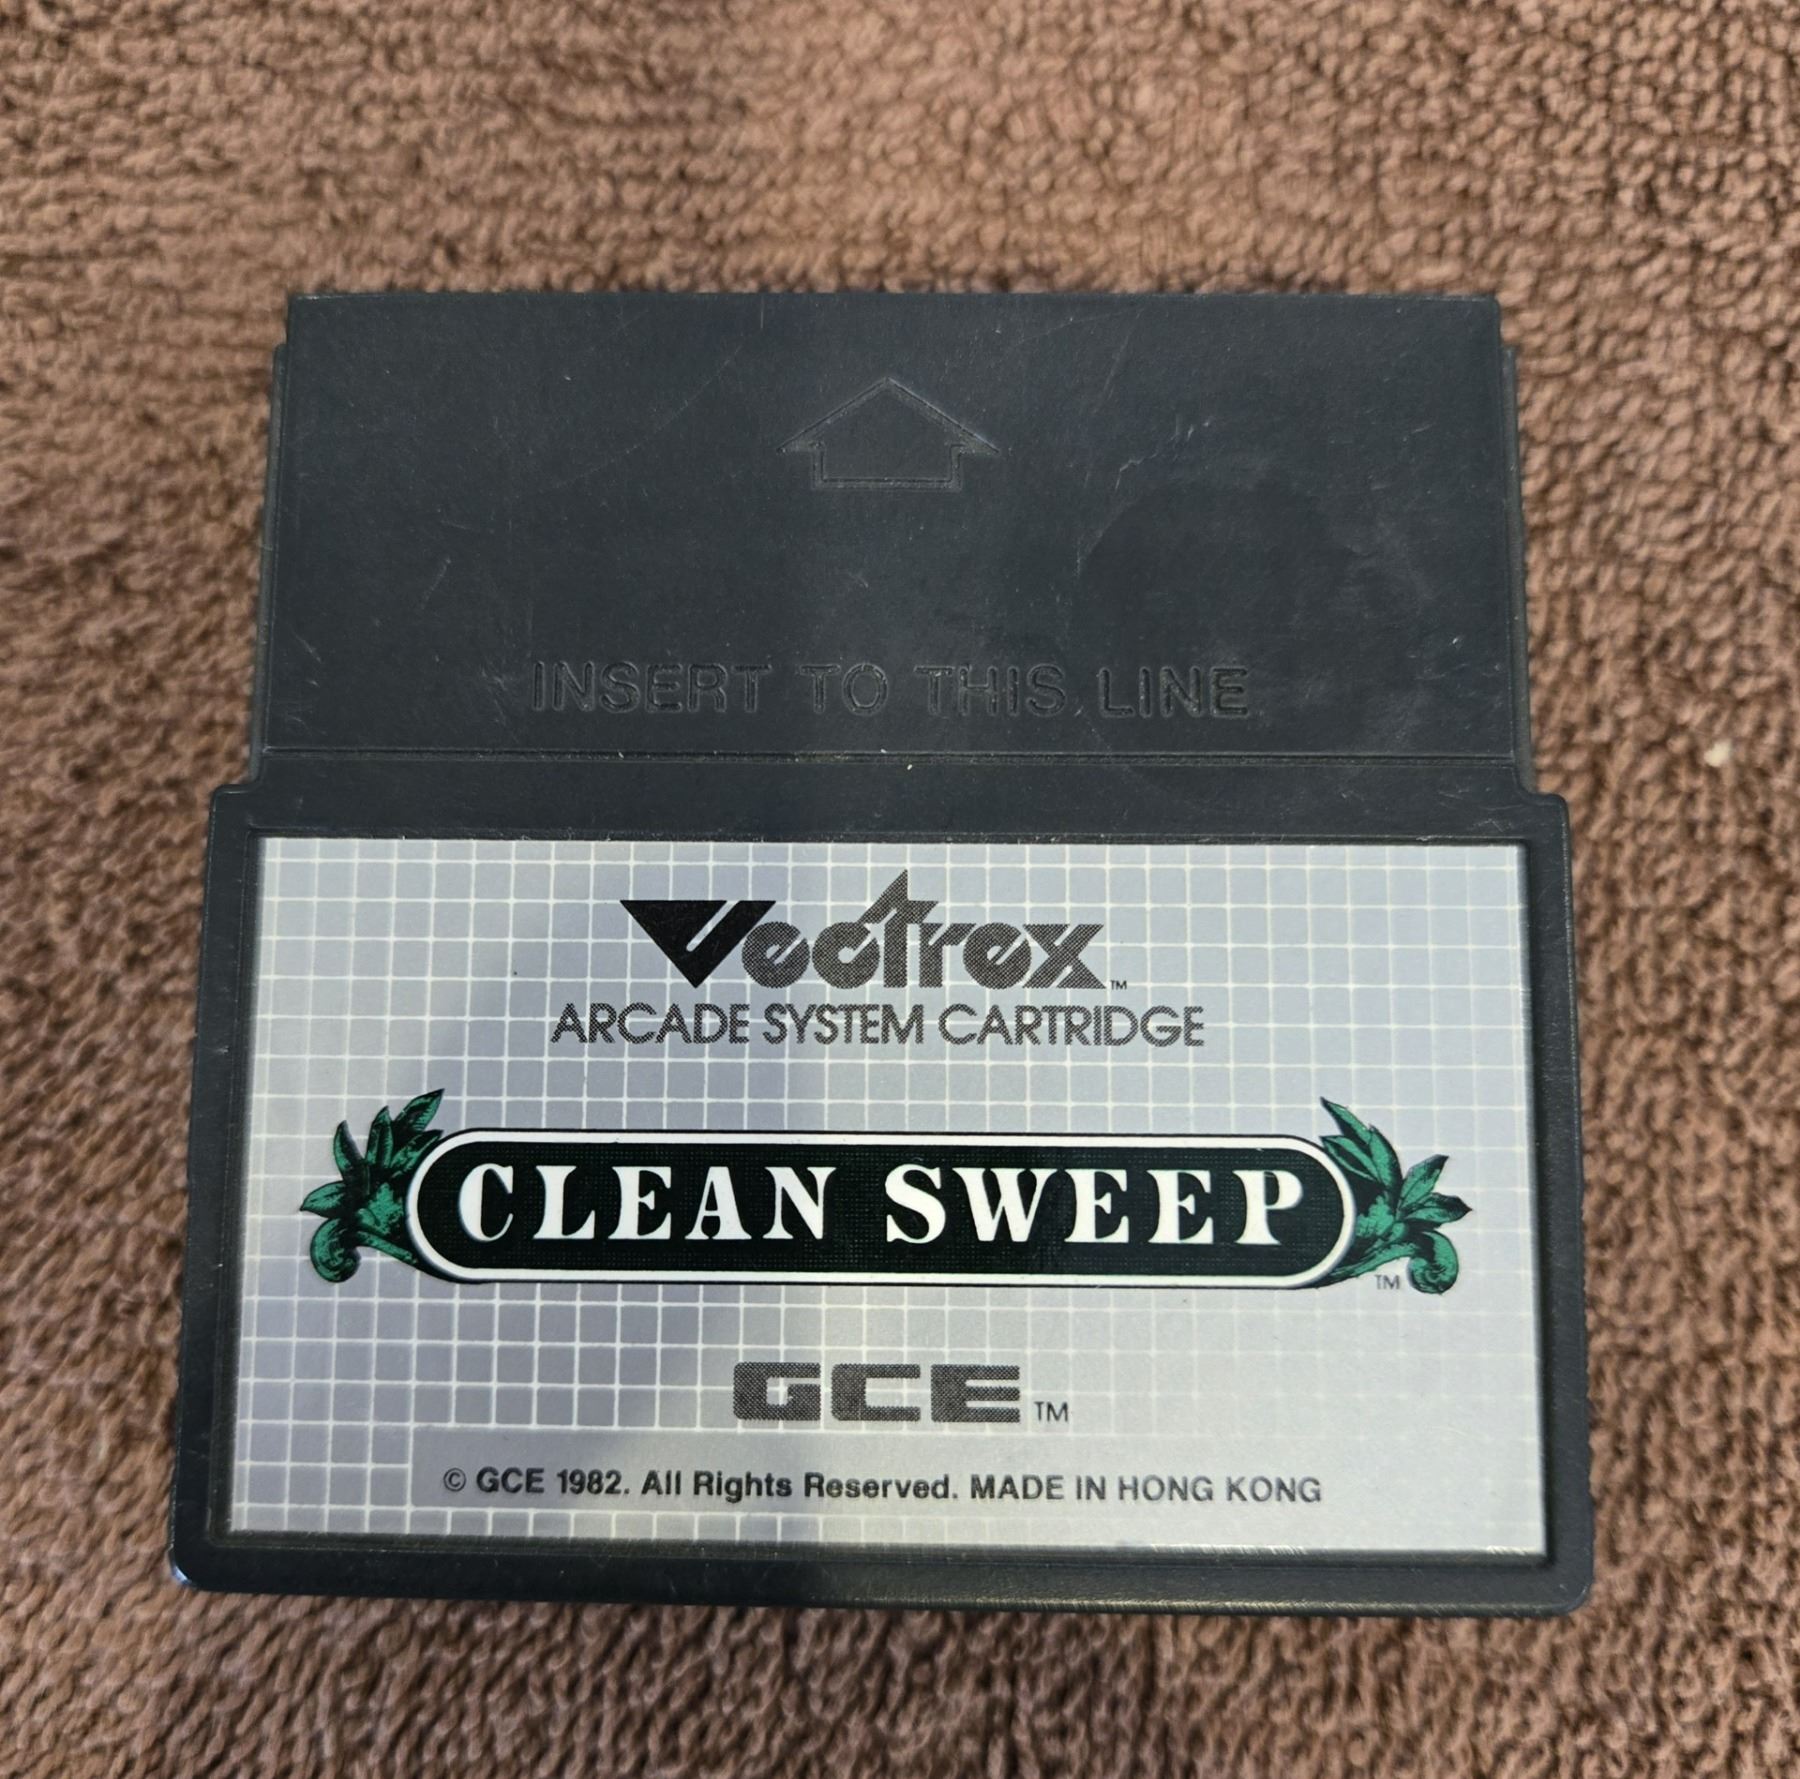 INSERT TO THIS LINE
Vectrex™
ARCADE SYSTEM CARTRIDGE
CLEAN SWEEP™
GCE™
© GCE 1982. All Rights Reserved. MADE IN HONG KONG